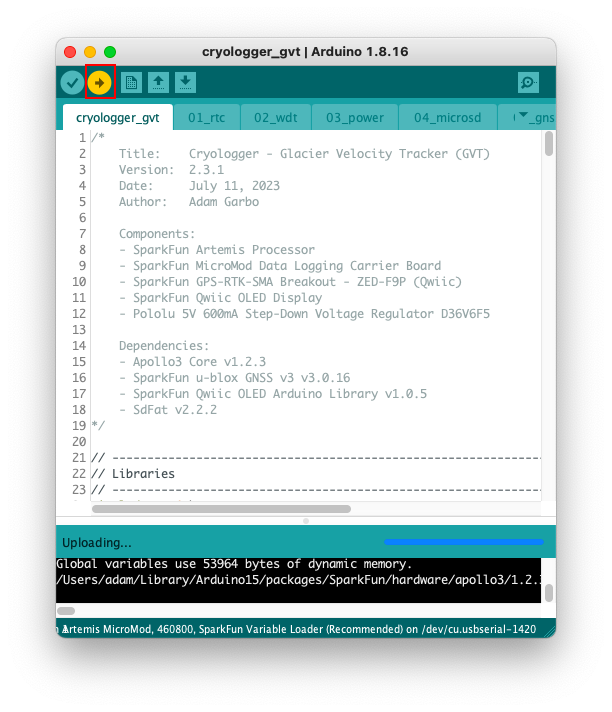 cryologger_gvt | Arduino 1.8.16
cryologger_gvt 01_rtc 02_wdt 03_power 04_microsd _gns
1 /*
2 Title: Cryologger - Glacier Velocity Tracker (GVT)
3 Version: 2.3.1
4 Date: July 11, 2023
5 Author: Adam Garbo
6
7 Components:
8 - SparkFun Artemis Processor
9 - SparkFun MicroMod Data Logging Carrier Board
10 - SparkFun GPS-RTK-SMA Breakout - ZED-F9P (Qwiic)
11 - SparkFun Qwiic OLED Display
12 - Pololu 5V 600mA Step-Down Voltage Regulator D36V6F5
13
14 Dependencies:
15 - Apollo3 Core v1.2.3
16 - SparkFun u-blox GNSS v3 v3.0.16
17 - SparkFun Qwiic OLED Arduino Library v1.0.5
18 - SdFat v2.2.2
19 */
20
21 // --------------------------------------------------------------
22 // Libraries
23 // --------------------------------------------------------------
Uploading...
Global variables use 53964 bytes of dynamic memory.
/Users/adam/Library/Arduino15/packages/SparkFun/hardware/apollo3/1.2.
Artemis MicroMod, 460800, SparkFun Variable Loader (Recommended) on /dev/cu.usbserial-1420